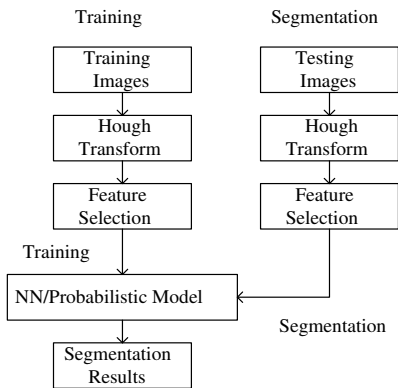 Training
Segmentation
Training
Images
Testing
Images
Hough
Transform
Hough
Transform
Feature
Selection
Feature
Selection
Training
NN/Probabilistic Model
Segmentation
Segmentation
Results